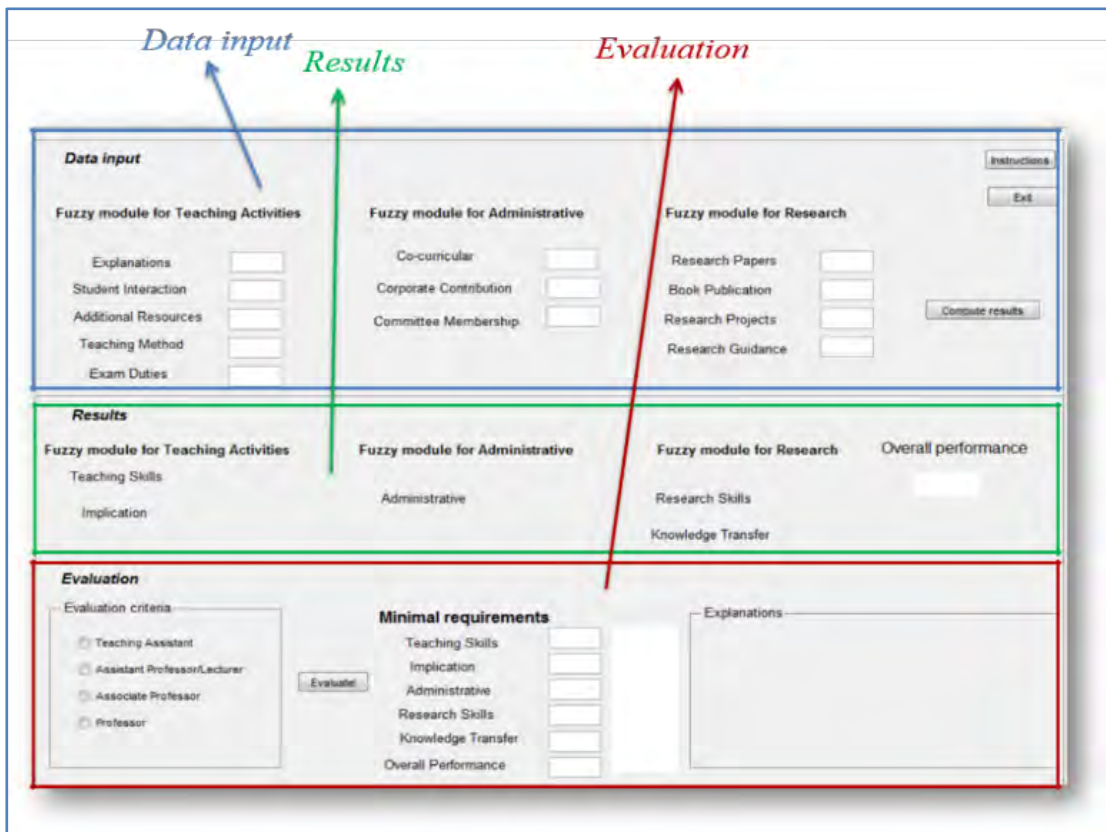 Data input
Results
Evaluation
Data input
Instructions
Exit
Fuzzy module for Teaching Activities
Explanations
Student Interaction
Additional Resources
Teaching Method
Exam Duties
Fuzzy module for Administrative
Co-curricular
Corporate Contribution
Committee Membership
Fuzzy module for Research
Research Papers
Book Publication
Research Projects
Research Guidance
Compute results
Results
Fuzzy module for Teaching Activities
Teaching Skills
Implication
Fuzzy module for Administrative
Administrative
Fuzzy module for Research
Research Skills
Knowledge Transfer
Overall performance
Evaluation
Evaluation criteria
Teaching Assistant
Assistant Professor/Lecturer
Associate Professor
Professor
Evaluate!
Minimal requirements
Teaching Skills
Implication
Administrative
Research Skills
Knowledge Transfer
Overall Performance
Explanations